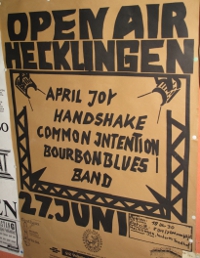 OPEN AIR
HECKLINGEN
APRIL JOY
HANDSHAKE
COMMON INTENTION
BOURBON BLUES
BAND
27. JUNI